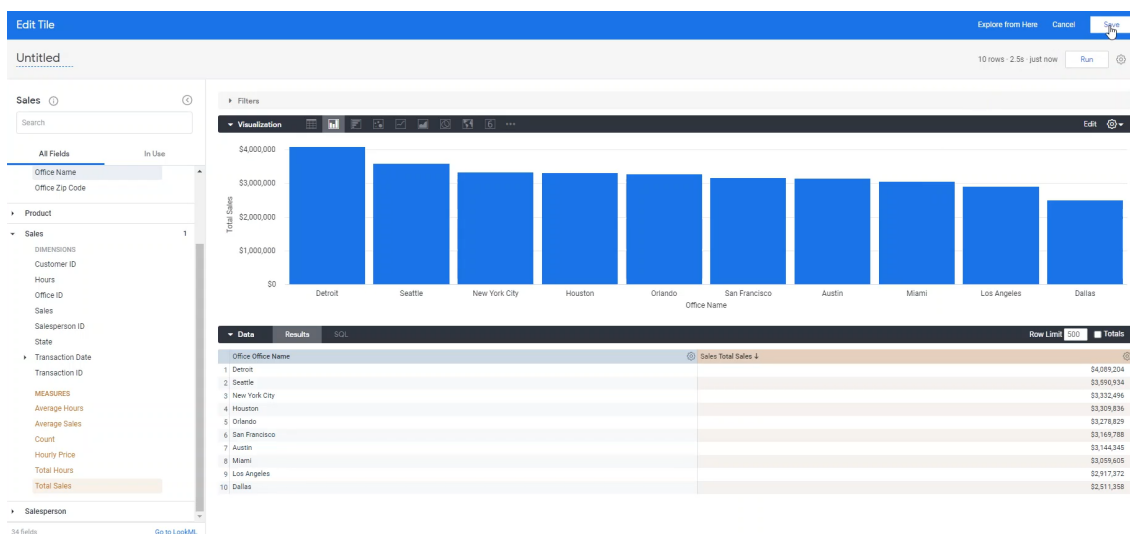 Edit Tile
Explore from Here Cancel Save
Untitled
10 rows · 2.5s · just now Run
Sales
Search
All Fields In Use
Office Name
Office Zip Code
Product
Sales 1
DIMENSIONS
Customer ID
Hours
Office ID
Sales
Salesperson ID
State
Transaction Date
Transaction ID
MEASURES
Average Hours
Average Sales
Count
Hourly Price
Total Hours
Total Sales
Salesperson
34 fields Go to LookML
Filters
Visualization 6 Edit
$4,000,000
$3,000,000
$2,000,000
$1,000,000
$0
Total Sales
Detroit Seattle New York City Houston Orlando San Francisco Austin Miami Los Angeles Dallas
Office Name
Data Results SQL Row Limit 500 Totals
Office Office Name Sales Total Sales ↓
1 Detroit $4,089,204
2 Seattle $3,590,934
3 New York City $3,332,496
4 Houston $3,309,836
5 Orlando $3,278,829
6 San Francisco $3,169,788
7 Austin $3,144,345
8 Miami $3,059,605
9 Los Angeles $2,917,372
10 Dallas $2,511,358